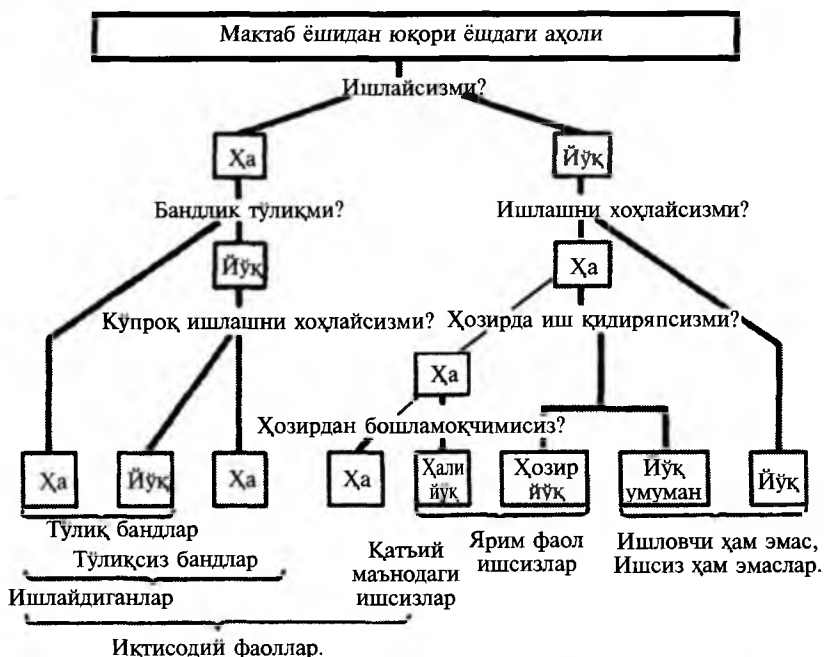 Мактаб ёшидан юқори ёшдаги аҳоли
Ишлайсизми?
Ҳа
Йўқ
Бандлик тўлиқми?
Ишлашни хоҳлайсизми?
Йўқ
Ҳа
Кўпроқ ишлашни хоҳлайсизми? Ҳозирда иш қидиряпсизми?
Ҳа
Ҳозирдан бошламоқчимисиз?
Ҳа
Йўқ
Ҳа
Ҳа
Ҳали йўқ
Ҳозир йўқ
Йўқ умуман
Йўқ
Тўлиқ бандлар
Тўлиқсиз бандлар
Ишлайдиганлар
Қатъий
маънодаги
ишсизлар
Ярим фаол
ишсизлар
Ишловчи ҳам эмас,
Ишсиз ҳам эмаслар.
Иқтисодий фаоллар.